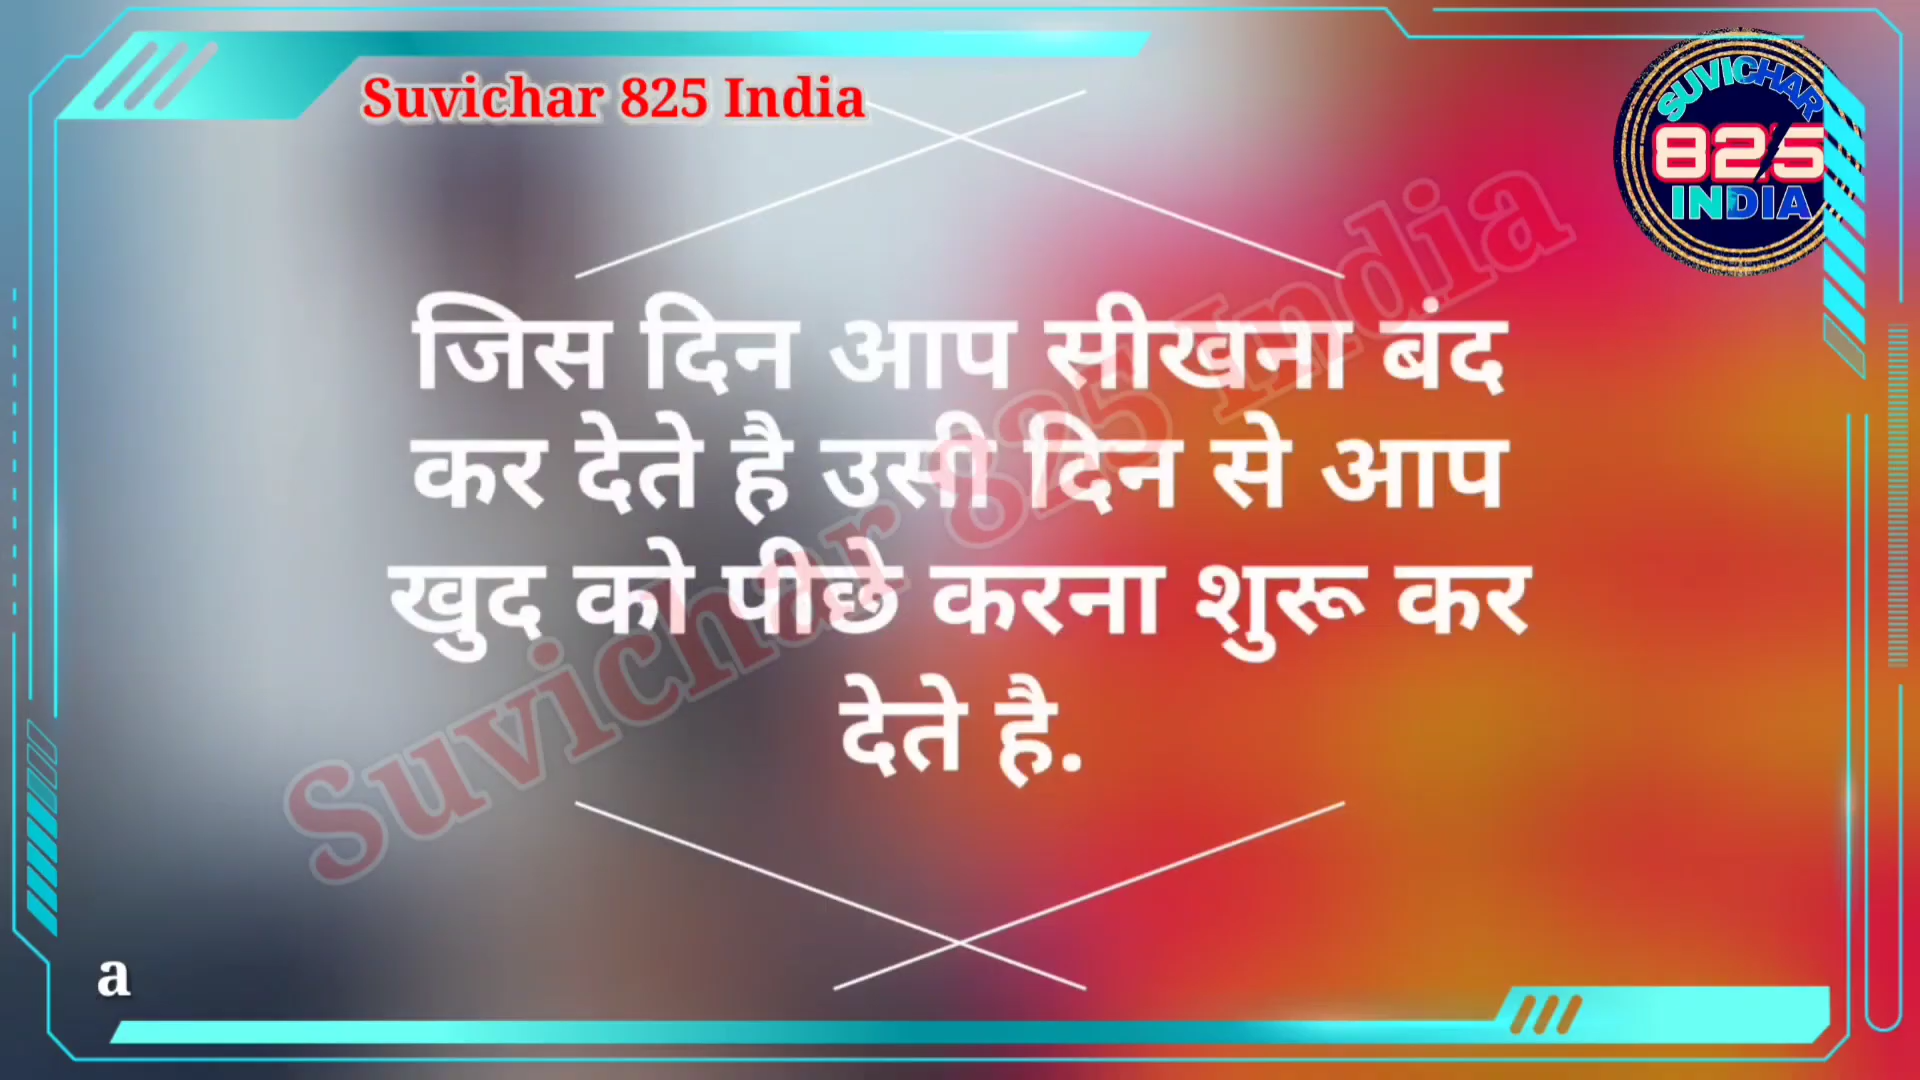 Suvichar 825 India
SUVICHAR
825
INDIA
जिस दिन आप सीखना बंद
कर देते है उसी दिन से आप
खुद को पीछे करना शुरू कर
देते है.
Suvichar 825 India
a